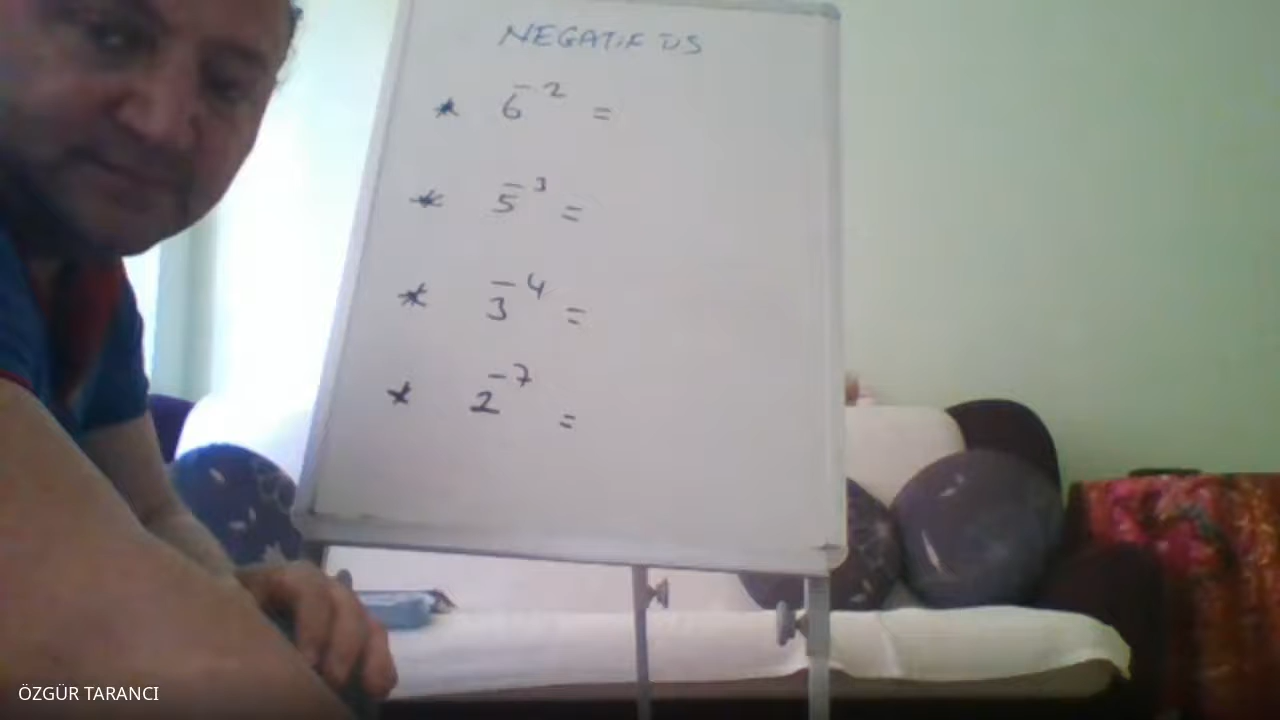 NEGATİF ÜS
* 6⁻² =
* 5⁻³ =
* 3⁻⁴ =
* 2⁻⁷ =
ÖZGÜR TARANCI